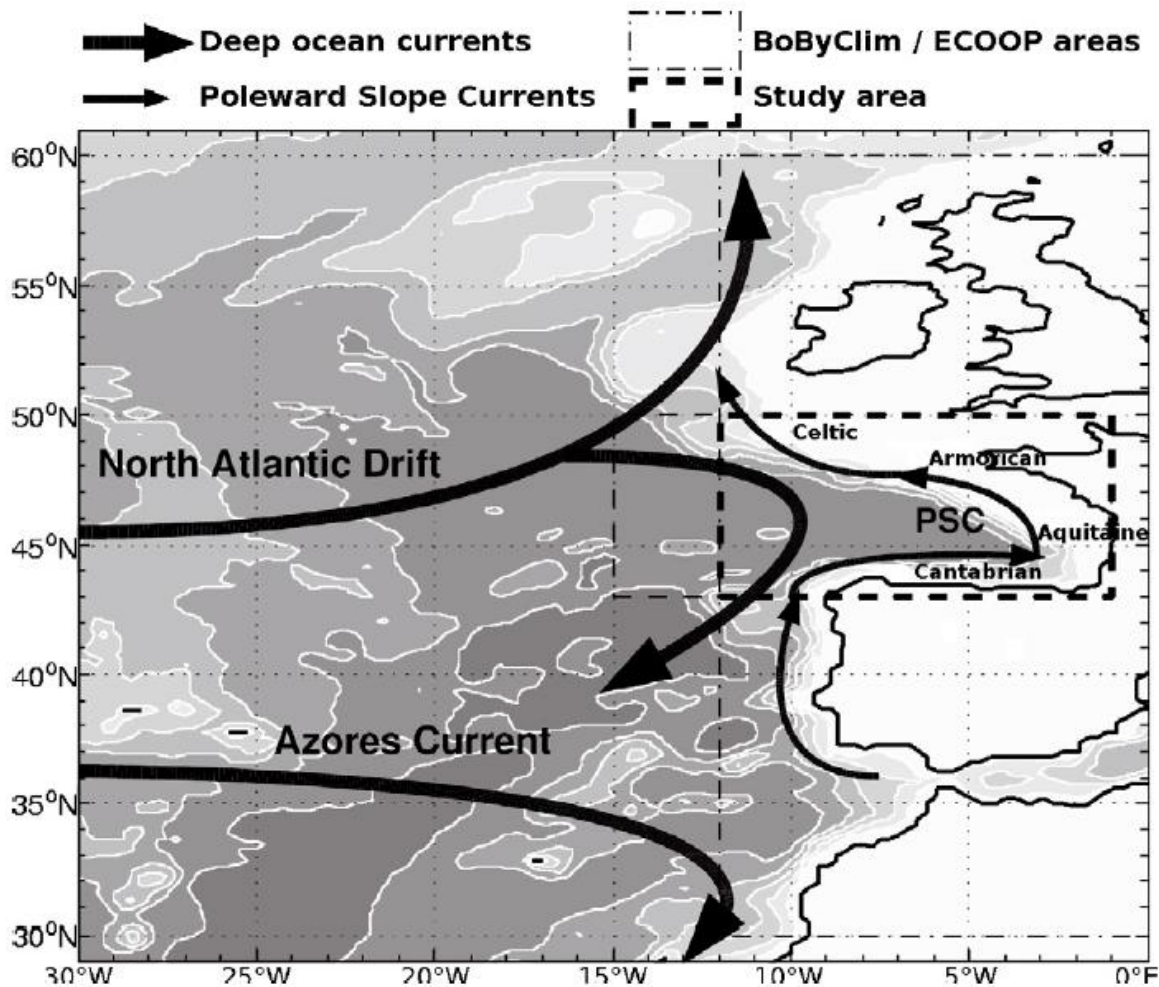 Deep ocean currents
BoByClim / ECOOP areas
Poleward Slope Currents
Study area
60°N
55°N
50°N
Celtic
Armorican
North Atlantic Drift
PSC
Aquitaine
45°N
Cantabrian
40°N
Azores Current
35°N
30°N
30°W 25°W 20°W 15°W 10°W 5°W 0°E